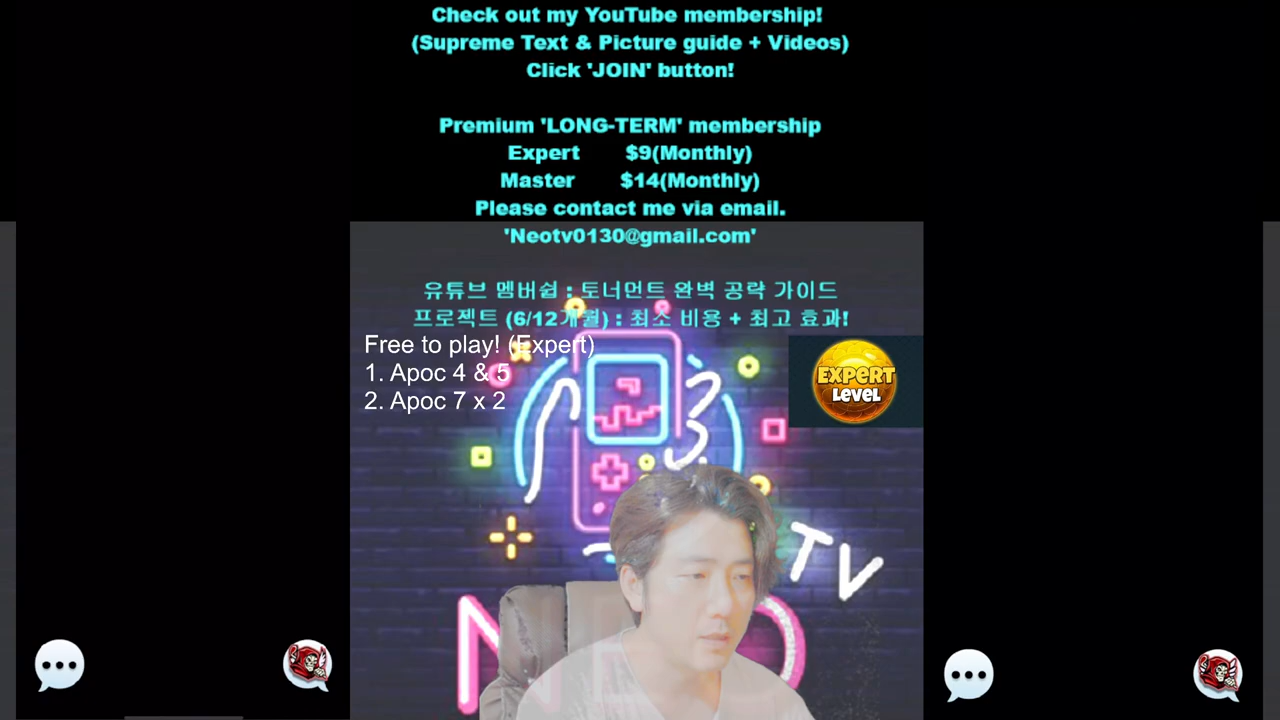 Check out my YouTube membership!
(Supreme Text & Picture guide + Videos)
Click 'JOIN' button!
Premium 'LONG-TERM' membership
Expert $9(Monthly)
Master $14(Monthly)
Please contact me via email.
'Neotv0130@gmail.com'
유튜브 멤버쉽 : 토너먼트 완벽 공략 가이드
프로젝트 (6/12개월) : 최소 비용 + 최고 효과!
Free to play! (Expert)
1. Apoc 4 & 5
2. Apoc 7 x 2
EXPERT
LEVEL
TV
NEO